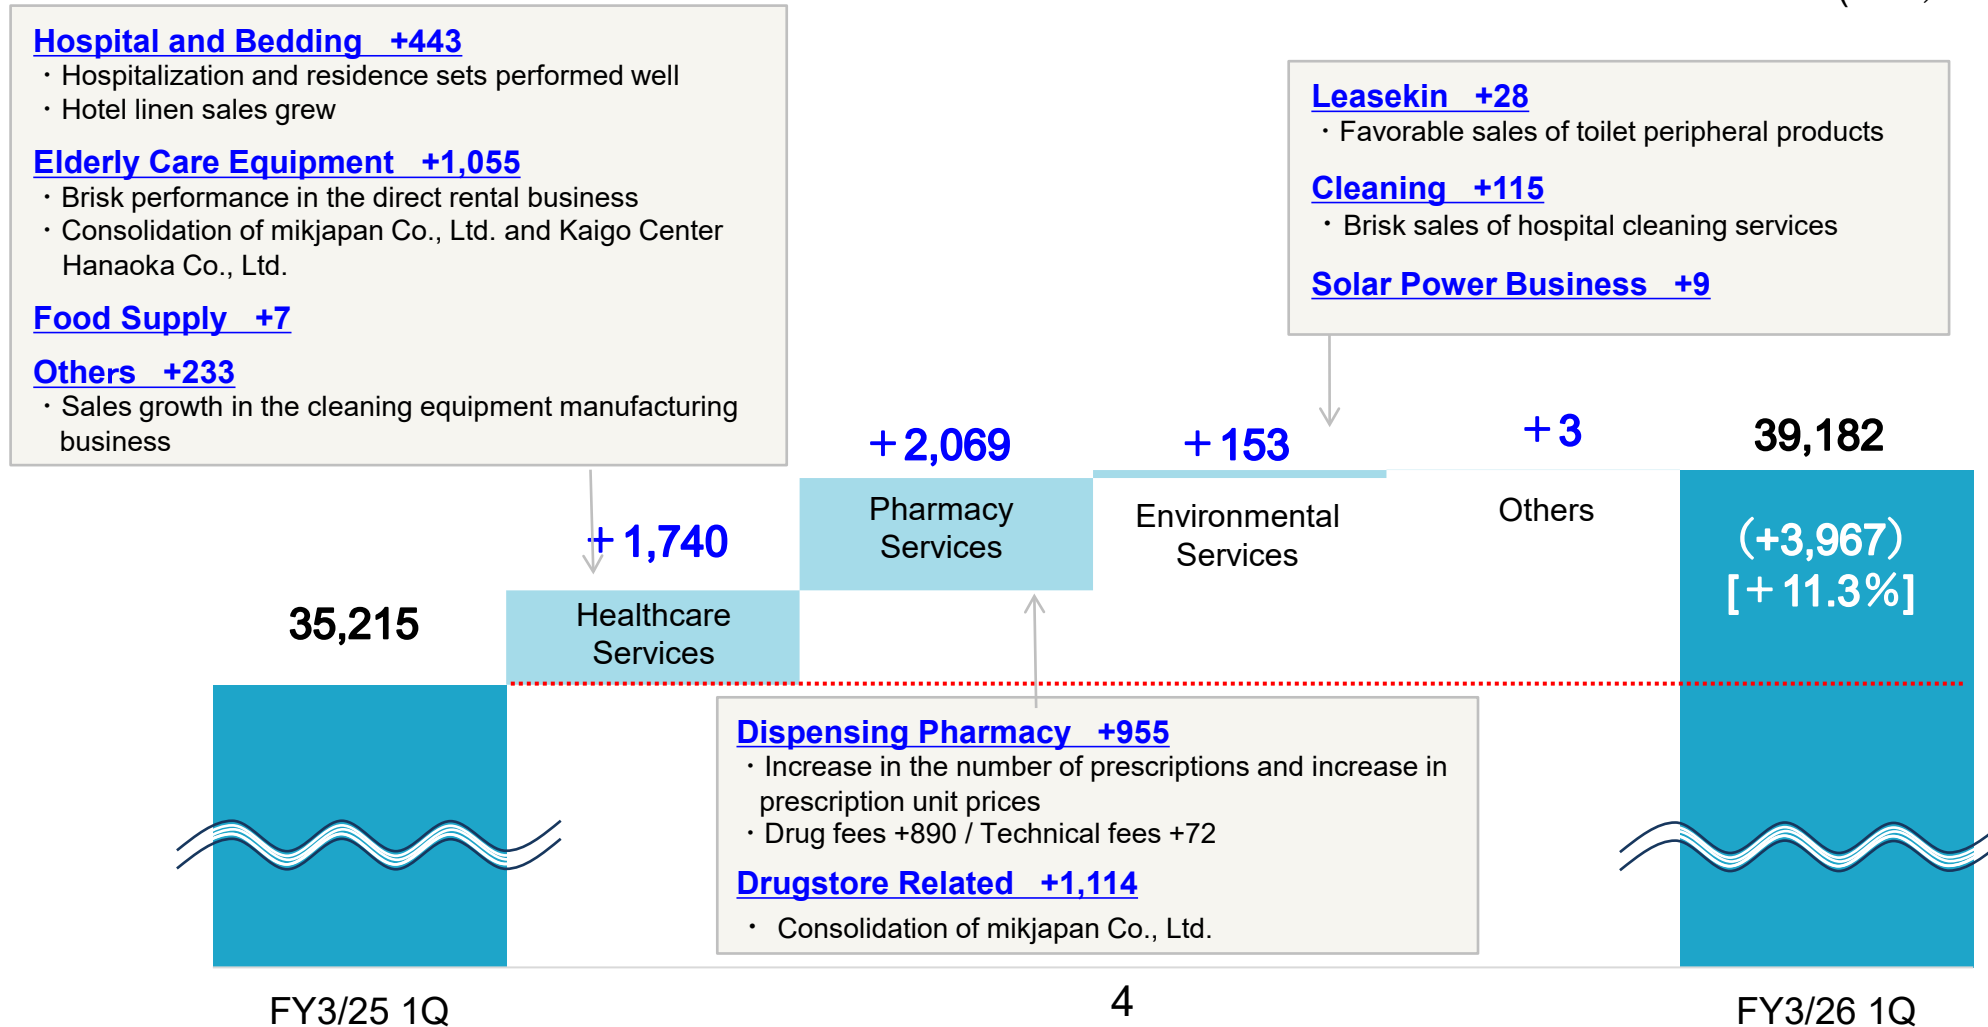 Hospital and Bedding +443
・Hospitalization and residence sets performed well
・Hotel linen sales grew
Elderly Care Equipment +1,055
・Brisk performance in the direct rental business
・Consolidation of mikjapan Co., Ltd. and Kaigo Center
Hanaoka Co., Ltd.
Food Supply +7
Others +233
・Sales growth in the cleaning equipment manufacturing
business
Leasekin +28
・Favorable sales of toilet peripheral products
Cleaning +115
・Brisk sales of hospital cleaning services
Solar Power Business +9
35,215
+1,740
Healthcare
Services
+2,069
Pharmacy
Services
+153
Environmental
Services
+3
Others
39,182
(+3,967)
[+11.3%]
Dispensing Pharmacy +955
・Increase in the number of prescriptions and increase in
prescription unit prices
・Drug fees +890 / Technical fees +72
Drugstore Related +1,114
・ Consolidation of mikjapan Co., Ltd.
FY3/25 1Q
4
FY3/26 1Q